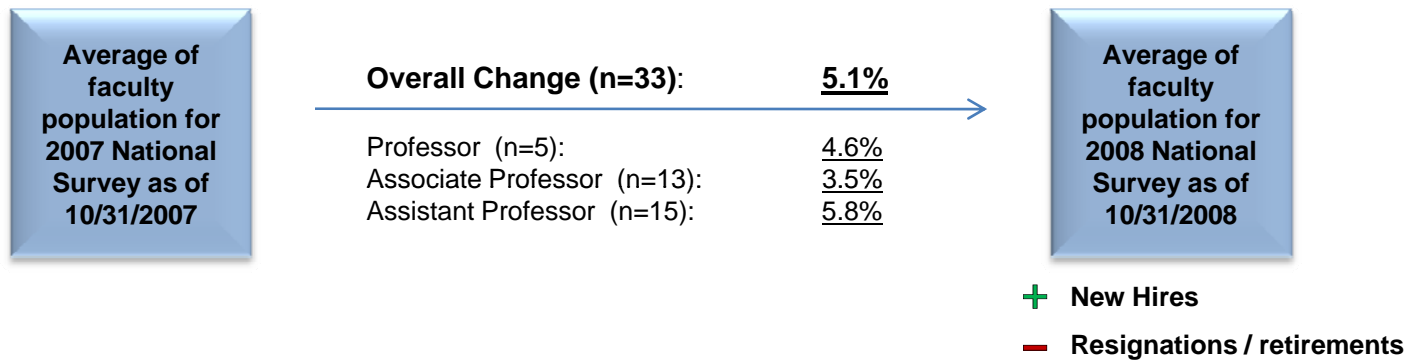 Average of
faculty
population for
2007 National
Survey as of
10/31/2007
Overall Change (n=33): 5.1%
Professor (n=5): 4.6%
Associate Professor (n=13): 3.5%
Assistant Professor (n=15): 5.8%
Average of
faculty
population for
2008 National
Survey as of
10/31/2008
New Hires
Resignations / retirements